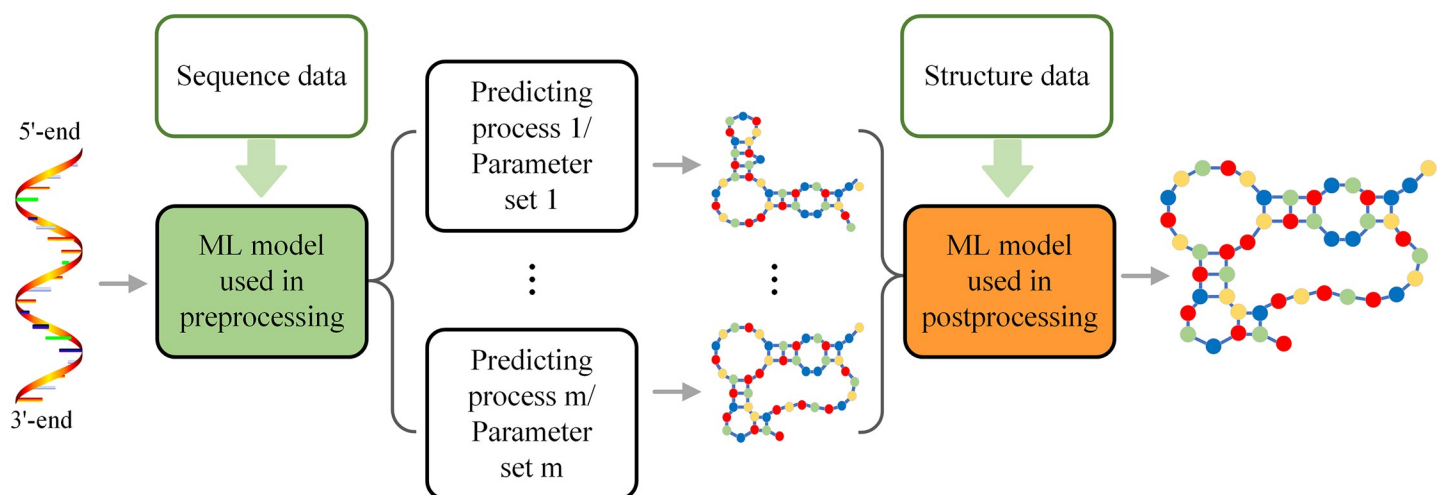 5'-end
3'-end
Sequence data
ML model
used in
preprocessing
Predicting
process 1/
Parameter
set 1
⋮
Predicting
process m/
Parameter
set m
⋮
Structure data
ML model
used in
postprocessing